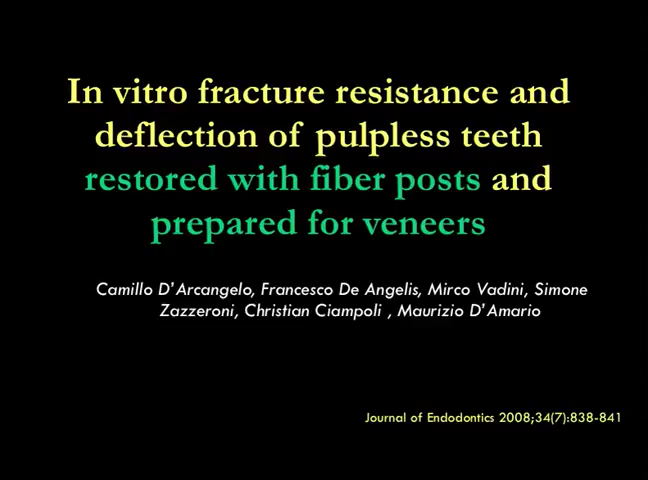 In vitro fracture resistance and
deflection of pulpless teeth
restored with fiber posts and
prepared for veneers
Camillo D'Arcangelo, Francesco De Angelis, Mirco Vadini, Simone
Zazzeroni, Christian Ciampoli , Maurizio D'Amario
Journal of Endodontics 2008;34(7):838-841